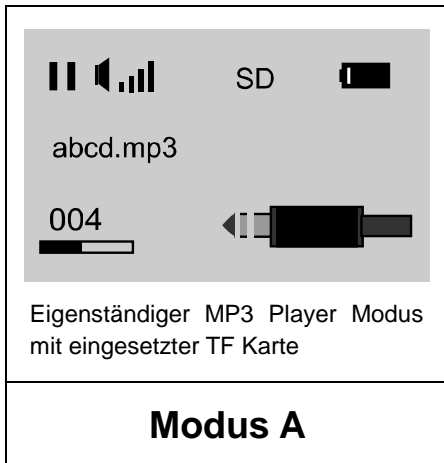 SD
abcd.mp3
004
Eigenständiger MP3 Player Modus
mit eingesetzter TF Karte
Modus A